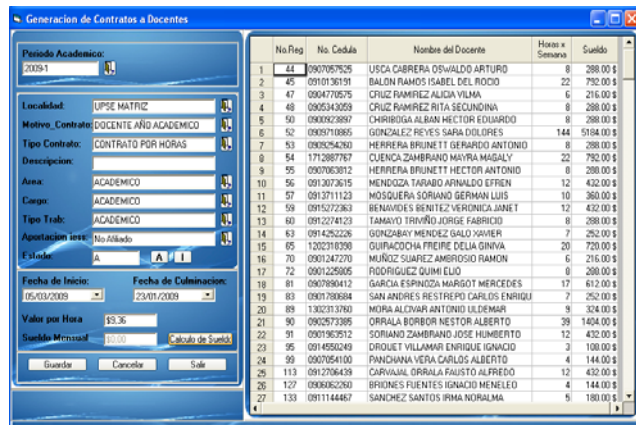 Generacion de Contratos a Docentes
Periodo Academico:
2009-1
Localidad: UPSE MATRIZ
Motivo_Contrato: DOCENTE AÑO ACADEMICO
Tipo Contrato: CONTRATO POR HORAS
Descripcion:
Area: ACADEMICO
Cargo: ACADEMICO
Tipo Trab: ACADEMICO
Aportacion iess: No Afiliado
Estado: A A I
Fecha de Inicio: Fecha de Culminacion:
05/03/2009 23/01/2009
Valor por Hora $9,36
Sueldo Mensual $0,00 Calculo de Sueldo
Guardar Cancelar Salir
No.Reg No. Cedula Nombre del Docente Horas x Semana Sueldo
1 44 0907057525 USCA CABRERA OSWALDO ARTURO 8 288.00 $
2 45 0910136191 BALON RAMOS ISABEL DEL ROCIO 22 792.00 $
3 47 0904770575 CRUZ RAMIREZ ALICIA VILMA 6 216.00 $
4 48 0905343059 CRUZ RAMIREZ RITA SECUNDINA 8 288.00 $
5 50 0900923897 CHIRIBOGA ALBAN HECTOR EDUARDO 8 288.00 $
6 52 0909710865 GONZALEZ REYES SARA DOLORES 144 5184.00 $
7 53 0909254260 HERRERA BRUNETT GERARDO ANTONIO 8 288.00 $
8 54 1712887767 CUENCA ZAMBRANO MAYRA MAGALY 22 792.00 $
9 55 0907063812 HERRERA BRUNETT HECTOR ANTONIO 8 288.00 $
10 56 0913073615 MENDOZA TARABO ARNALDO EFREN 12 432.00 $
11 57 0913711123 MOSQUERA SORIANO GERMAN LUIS 10 360.00 $
12 59 0915272363 BENAVIDES BENITEZ VERONICA JANET 12 432.00 $
13 60 0912274123 TAMAYO TRIVIÑO JORGE FABRICIO 8 288.00 $
14 63 0914252226 GONZABAY MENDEZ GALO XAVIER 7 252.00 $
15 65 1202318398 GUIRACOCHA FREIRE DELIA GINIVA 20 720.00 $
16 70 0901247270 MUÑOZ SUAREZ AMBROSIO RAMON 6 216.00 $
17 72 0901225805 RODRIGUEZ QUIMI ELIO 8 288.00 $
18 81 0907890412 GARCIA ESPINOZA MARGOT MERCEDES 17 612.00 $
19 83 0901780684 SAN ANDRES RESTREPO CARLOS ENRIQU 7 252.00 $
20 89 1302313760 MORA ALCIVAR ANTONIO ULDEMAR 9 324.00 $
21 90 0902573385 ORRALA BORBOR NESTOR ALBERTO 39 1404.00 $
22 91 0901963512 SORIANO ZAMBRANO JOSE HUMBERTO 12 432.00 $
23 95 0914550249 DROUET VILLAMAR ENRIQUE IGNACIO 3 108.00 $
24 99 0907054100 PANCHANA VERA CARLOS ALBERTO 4 144.00 $
25 113 0912706439 CARVAJAL ORRALA FAUSTO ALFREDO 12 432.00 $
26 127 0906062260 BRIONES FUENTES IGNACIO MENELEO 4 144.00 $
27 133 0911144467 SANCHEZ SANTOS IRMA NORALMA 5 180.00 $